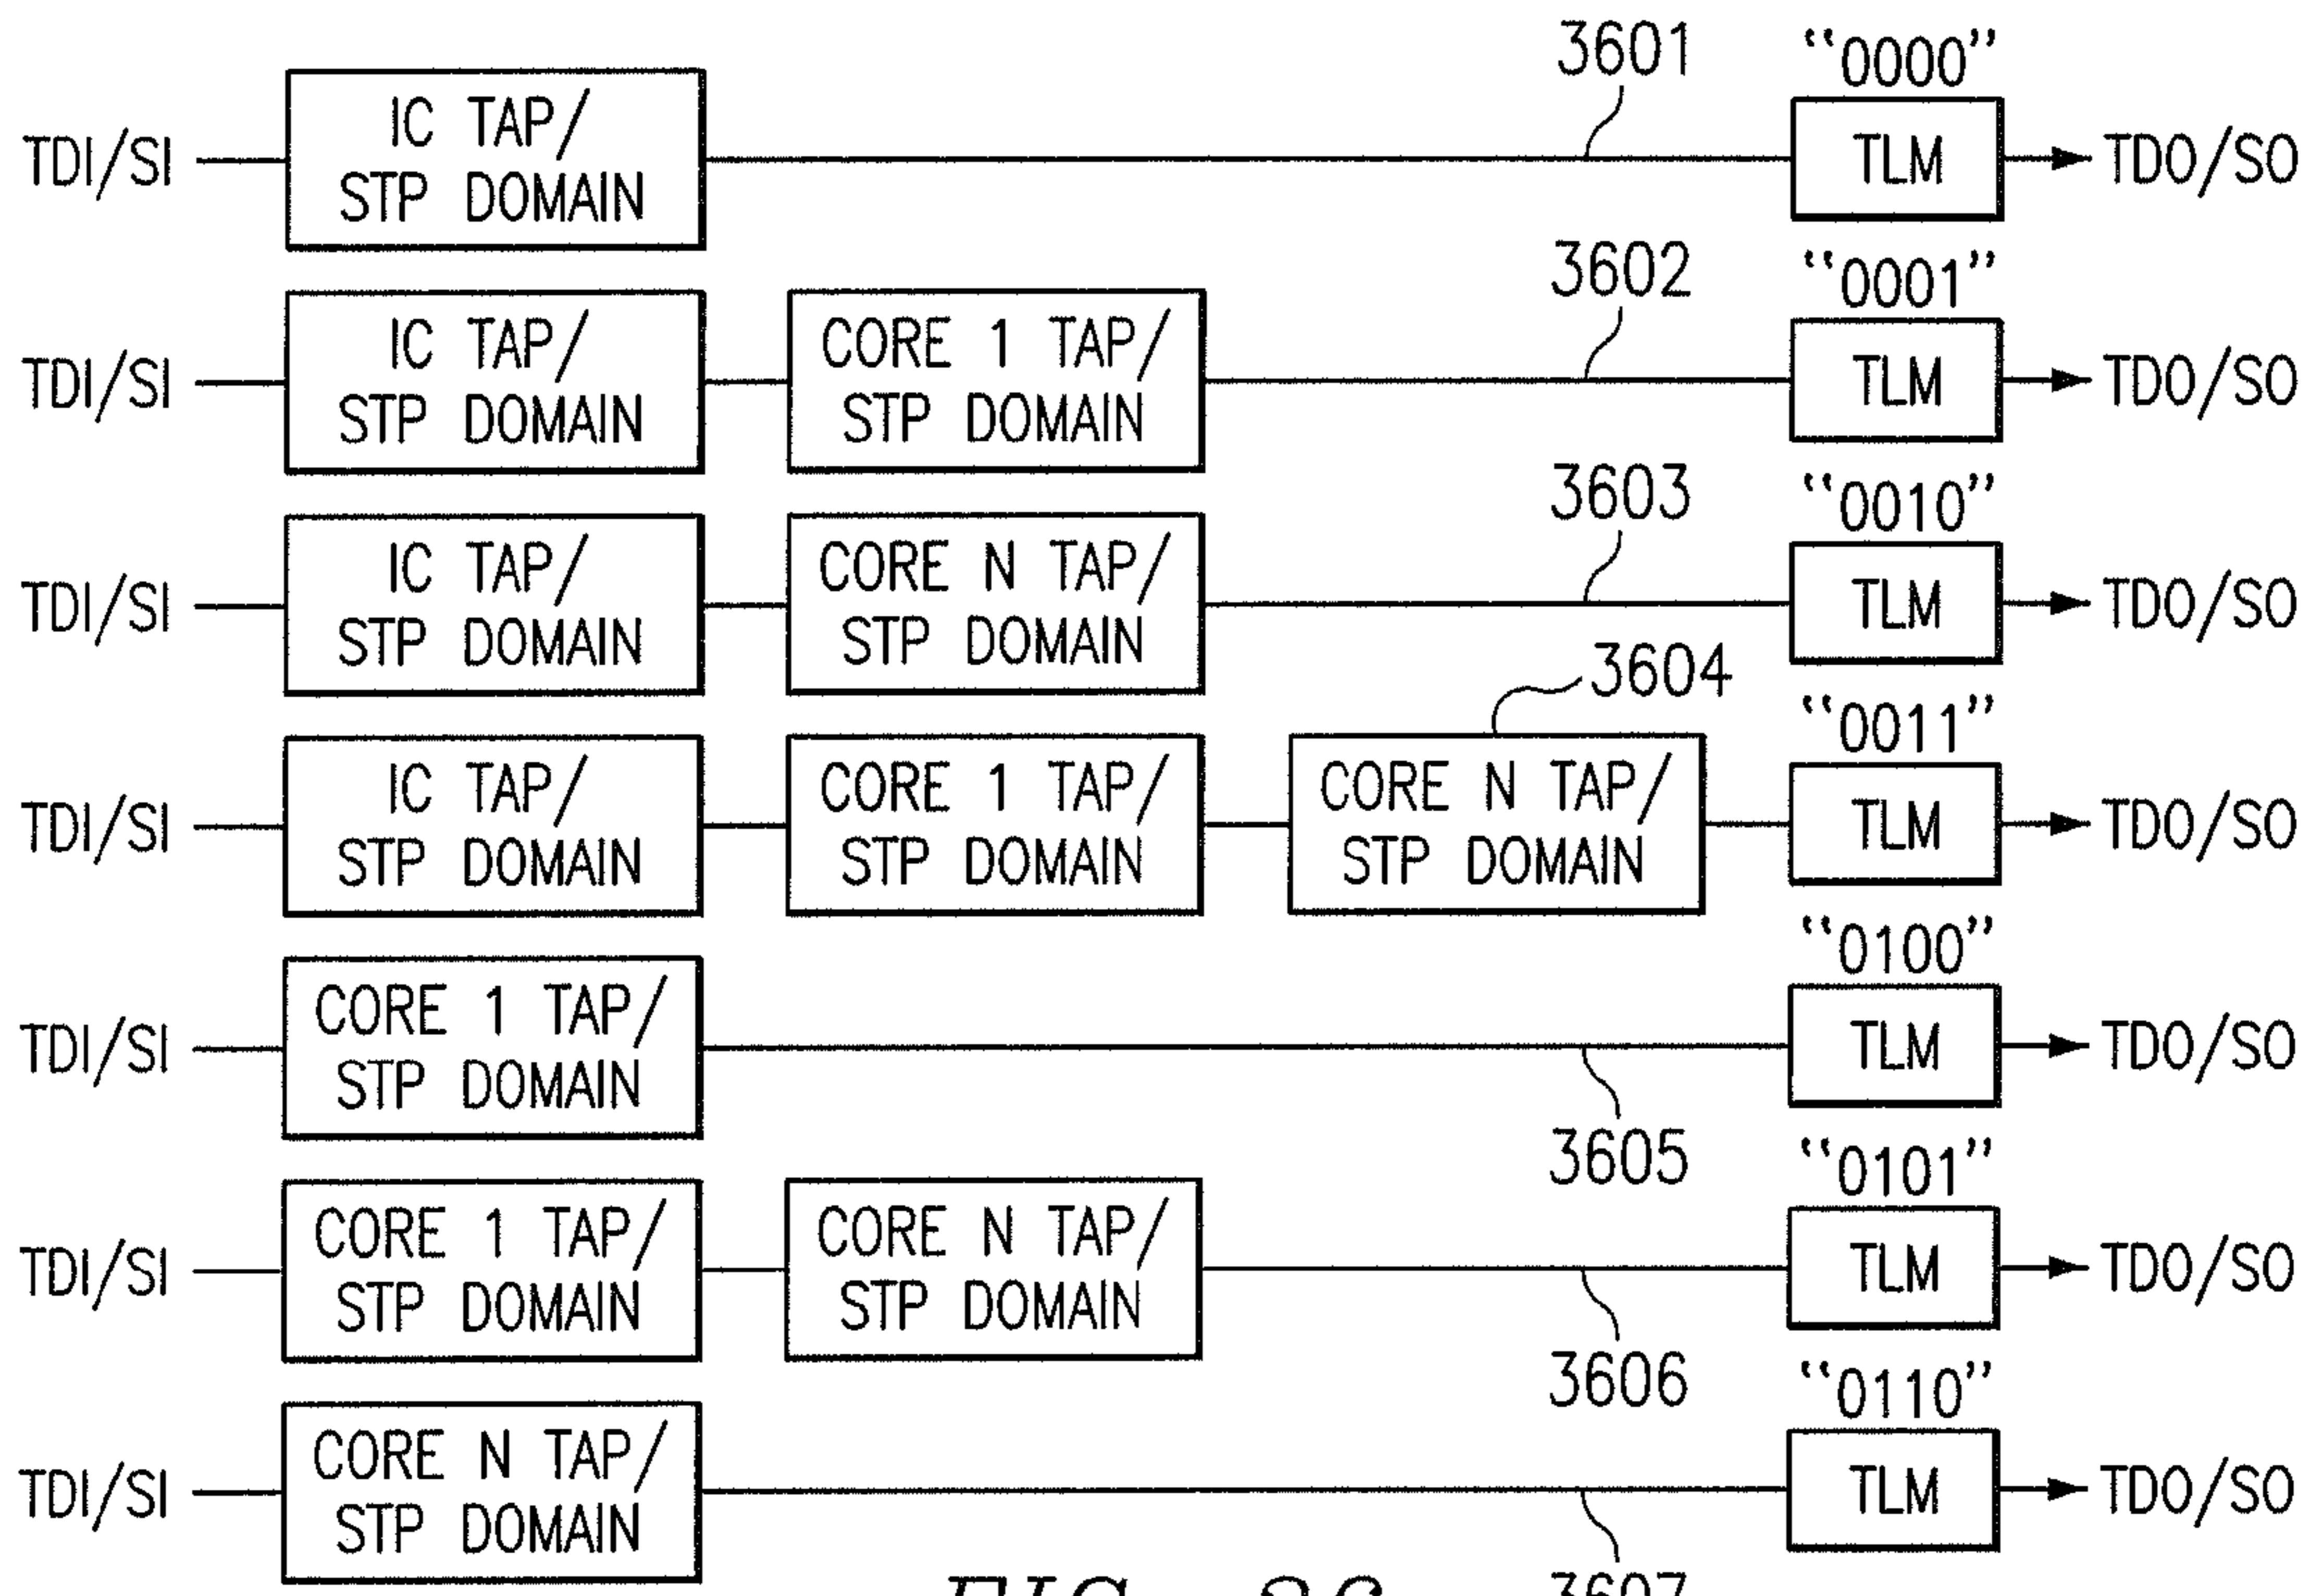 3601 “0000”
IC TAP/
TDI/SI STP DOMAIN TLM TDO/SO
3602 “0001”
IC TAP/ CORE 1 TAP/
TDI/SI STP DOMAIN STP DOMAIN TLM TDO/SO
3603 “0010”
IC TAP/ CORE N TAP/
TDI/SI STP DOMAIN STP DOMAIN TLM TDO/SO
3604 “0011”
IC TAP/ CORE 1 TAP/ CORE N TAP/
TDI/SI STP DOMAIN STP DOMAIN STP DOMAIN TLM TDO/SO
“0100”
CORE 1 TAP/
TDI/SI STP DOMAIN TLM TDO/SO
3605 “0101”
CORE 1 TAP/ CORE N TAP/
TDI/SI STP DOMAIN STP DOMAIN TLM TDO/SO
3606 “0110”
CORE N TAP/
TDI/SI STP DOMAIN TLM TDO/SO
3607